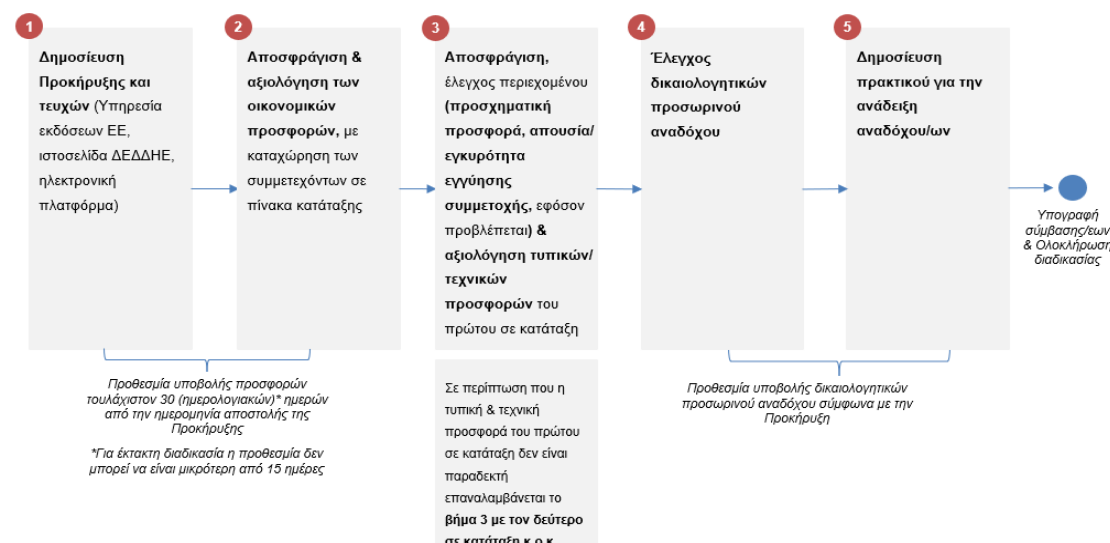 1
Δημοσίευση
Προκήρυξης και
τευχών (Υπηρεσία
εκδόσεων ΕΕ,
ιστοσελίδα ΔΕΔΔΗΕ,
ηλεκτρονική
πλατφόρμα)
2
Αποσφράγιση &
αξιολόγηση των
οικονομικών
προσφορών, με
καταχώρηση των
συμμετεχόντων σε
πίνακα κατάταξης
3
Αποσφράγιση,
έλεγχος περιεχομένου
(προσχηματική
προσφορά, απουσία/
εγκυρότητα
εγγύησης
συμμετοχής, εφόσον
προβλέπεται) &
αξιολόγηση τυπικών/
τεχνικών
προσφορών του
πρώτου σε κατάταξη
4
Έλεγχος
δικαιολογητικών
προσωρινού
αναδόχου
5
Δημοσίευση
πρακτικού για την
ανάδειξη
αναδόχου/ων
Υπογραφή
σύμβασης/εων
& Ολοκλήρωση
διαδικασίας
Προθεσμία υποβολής προσφορών
τουλάχιστον 30 (ημερολογιακών)* ημερών
από την ημερομηνία αποστολής της
Προκήρυξης
*Για έκτακτη διαδικασία η προθεσμία δεν
μπορεί να είναι μικρότερη από 15 ημέρες
Σε περίπτωση που η
τυπική & τεχνική
προσφορά του πρώτου
σε κατάταξη δεν είναι
παραδεκτή
επαναλαμβάνεται το
βήμα 3 με τον δεύτερο
σε κατάταξη κ.ο.κ.
Προθεσμία υποβολής δικαιολογητικών
προσωρινού αναδόχου σύμφωνα με την
Προκήρυξη